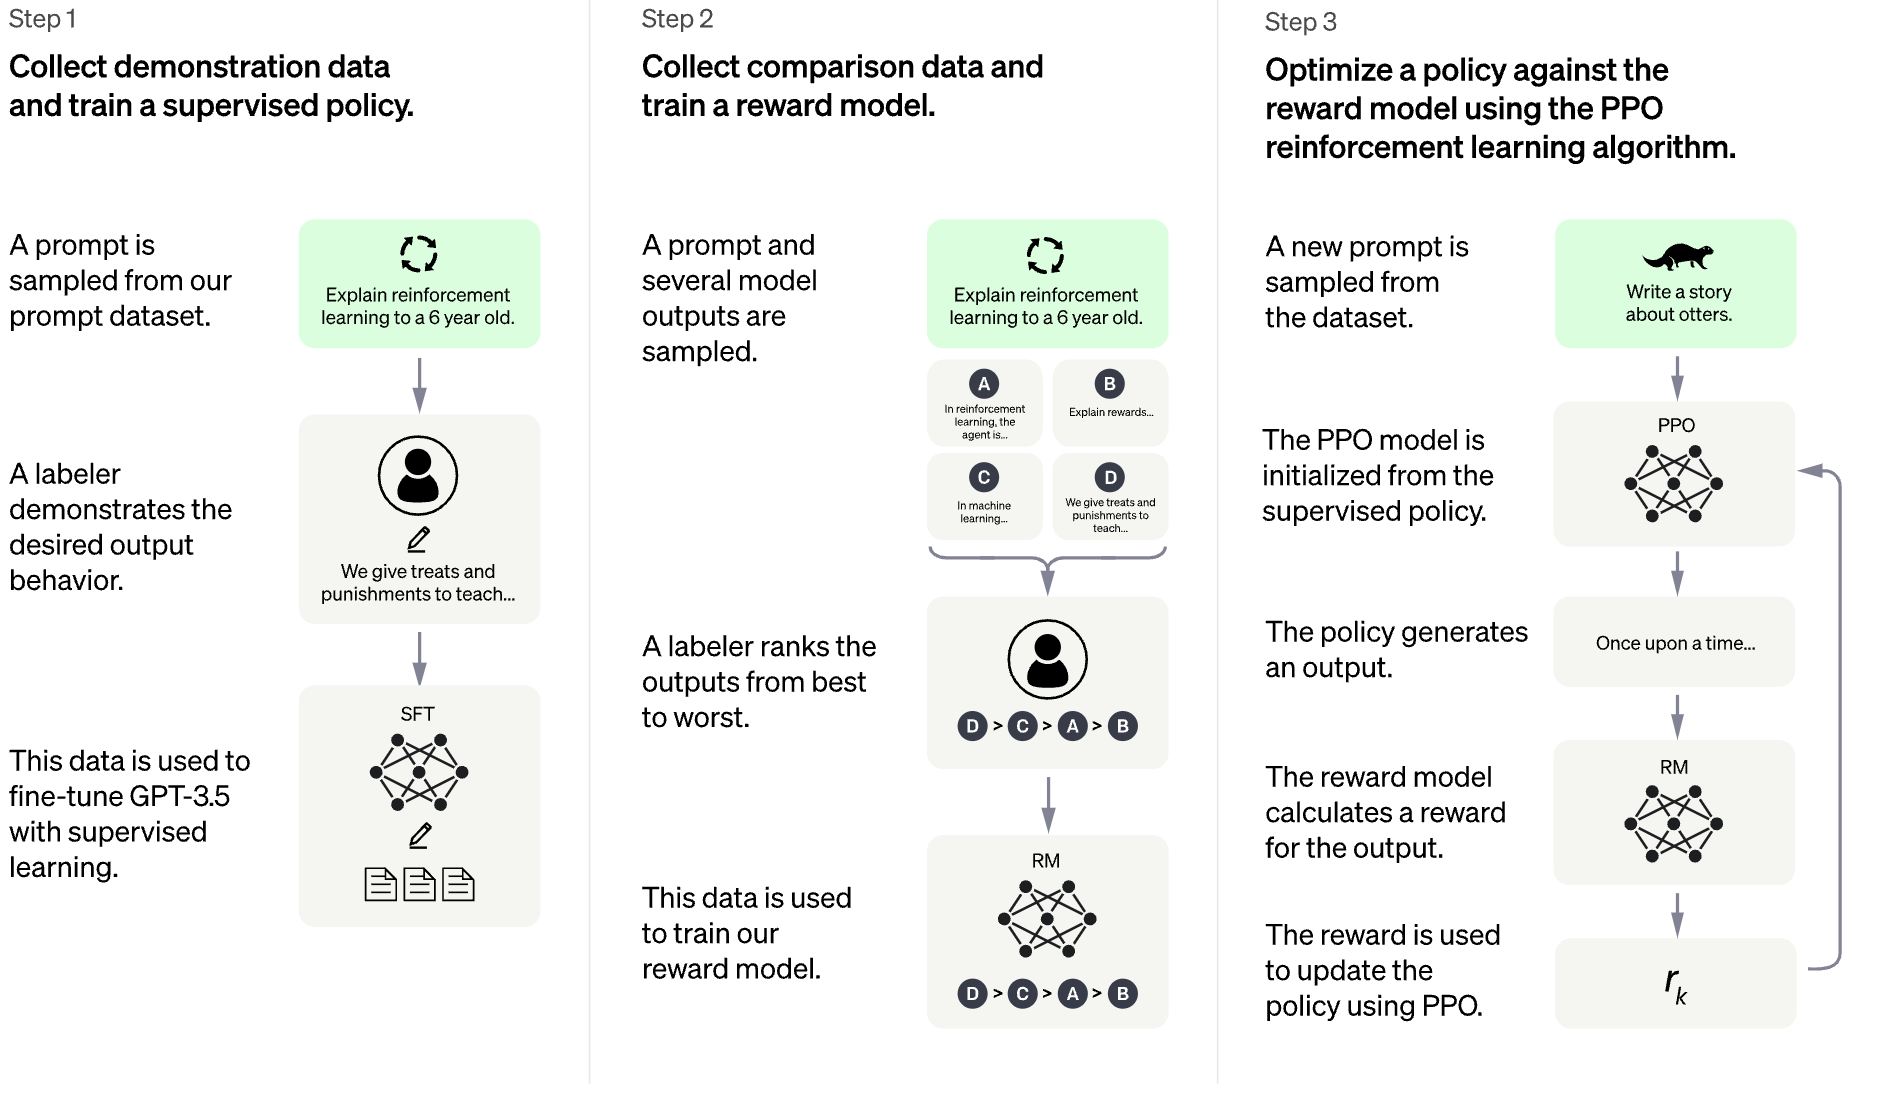 Step 1
Collect demonstration data
and train a supervised policy.
A prompt is
sampled from our
prompt dataset.
Explain reinforcement
learning to a 6 year old.
A labeler
demonstrates the
desired output
behavior.
We give treats and
punishments to teach...
This data is used to
fine-tune GPT-3.5
with supervised
learning.
SFT
Step 2
Collect comparison data and
train a reward model.
A prompt and
several model
outputs are
sampled.
Explain reinforcement
learning to a 6 year old.
A
In reinforcement
learning, the
agent is...
B
Explain rewards...
C
In machine
learning...
D
We give treats and
punishments to
teach...
A labeler ranks the
outputs from best
to worst.
D > C > A > B
This data is used
to train our
reward model.
RM
D > C > A > B
Step 3
Optimize a policy against the
reward model using the PPO
reinforcement learning algorithm.
A new prompt is
sampled from
the dataset.
Write a story
about otters.
The PPO model is
initialized from the
supervised policy.
PPO
The policy generates
an output.
Once upon a time...
The reward model
calculates a reward
for the output.
RM
The reward is used
to update the
policy using PPO.
r_k